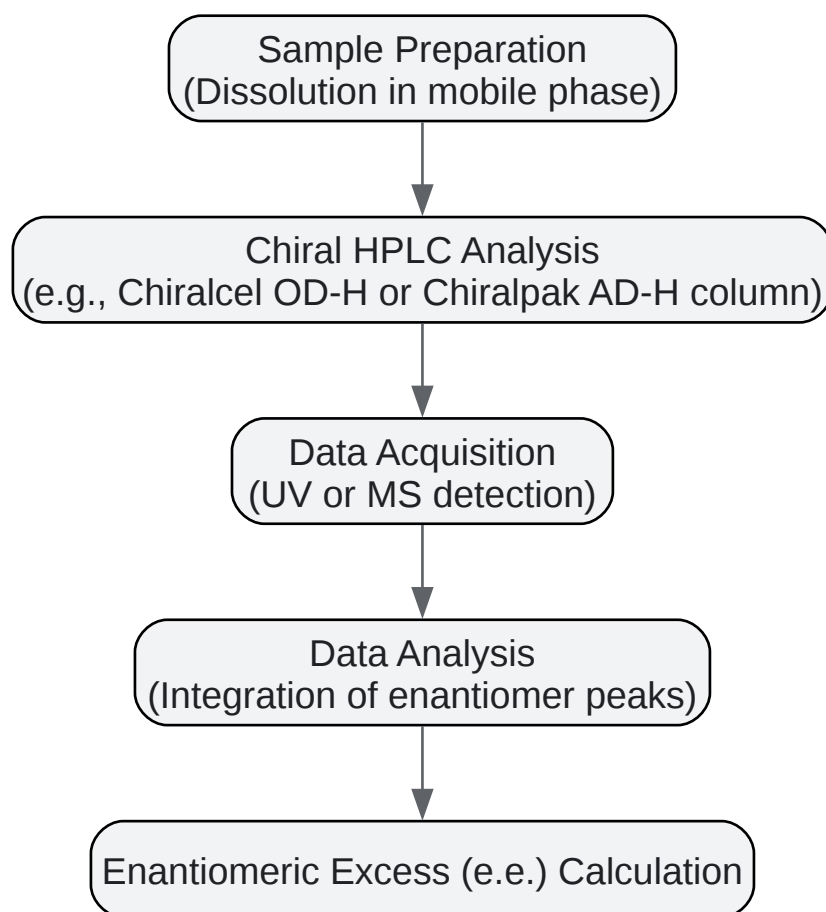 Sample Preparation
(Dissolution in mobile phase)
Chiral HPLC Analysis
(e.g., Chiralcel OD-H or Chiralpak AD-H column)
Data Acquisition
(UV or MS detection)
Data Analysis
(Integration of enantiomer peaks)
Enantiomeric Excess (e.e.) Calculation